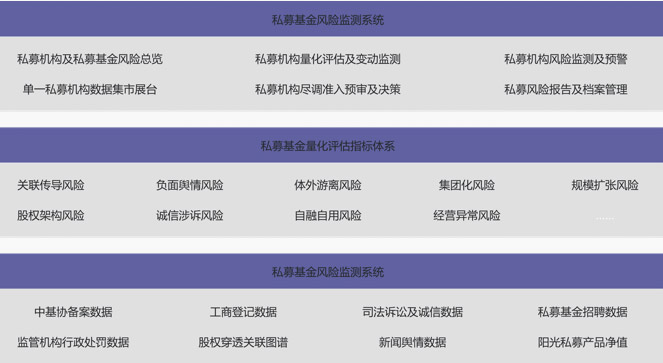 私募基金风险监测系统
私募机构及私募基金风险总览 私募机构量化评估及变动监测 私募机构风险监测及预警
单一私募机构数据集市展台 私募机构尽调准入预审及决策 私募风险报告及档案管理
私募基金量化评估指标体系
关联传导风险 负面舆情风险 体外游离风险 集团化风险 规模扩张风险
股权架构风险 诚信涉诉风险 自融自用风险 经营异常风险 ……
私募基金风险监测系统
中基协备案数据 工商登记数据 司法诉讼及诚信数据 私募基金招聘数据
监管机构行政处罚数据 股权穿透关联图谱 新闻舆情数据 阳光私募产品净值